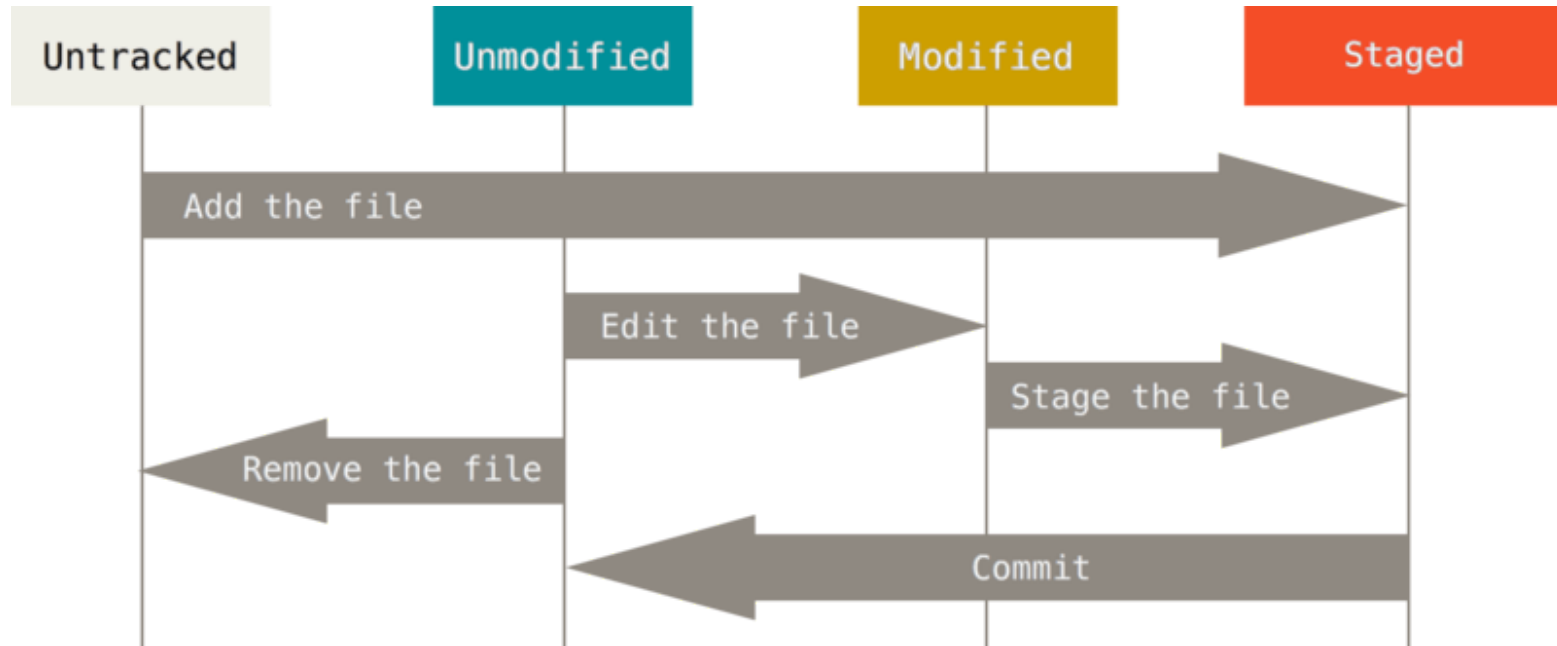 Untracked
Unmodified
Modified
Staged
Add the file
Edit the file
Stage the file
Remove the file
Commit